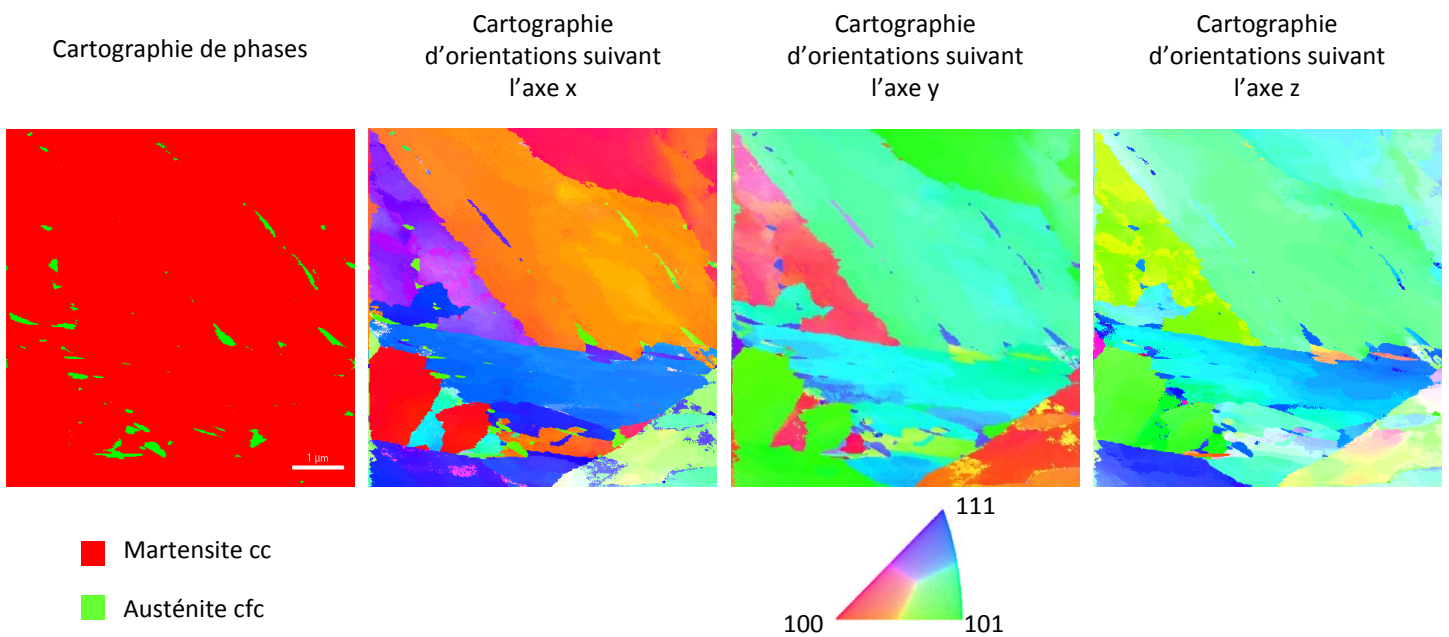 Cartographie de phases
Cartographie
d’orientations suivant
l’axe x
Cartographie
d’orientations suivant
l’axe y
Cartographie
d’orientations suivant
l’axe z
1 µm
Martensite cc
Austénite cfc
111
100
101